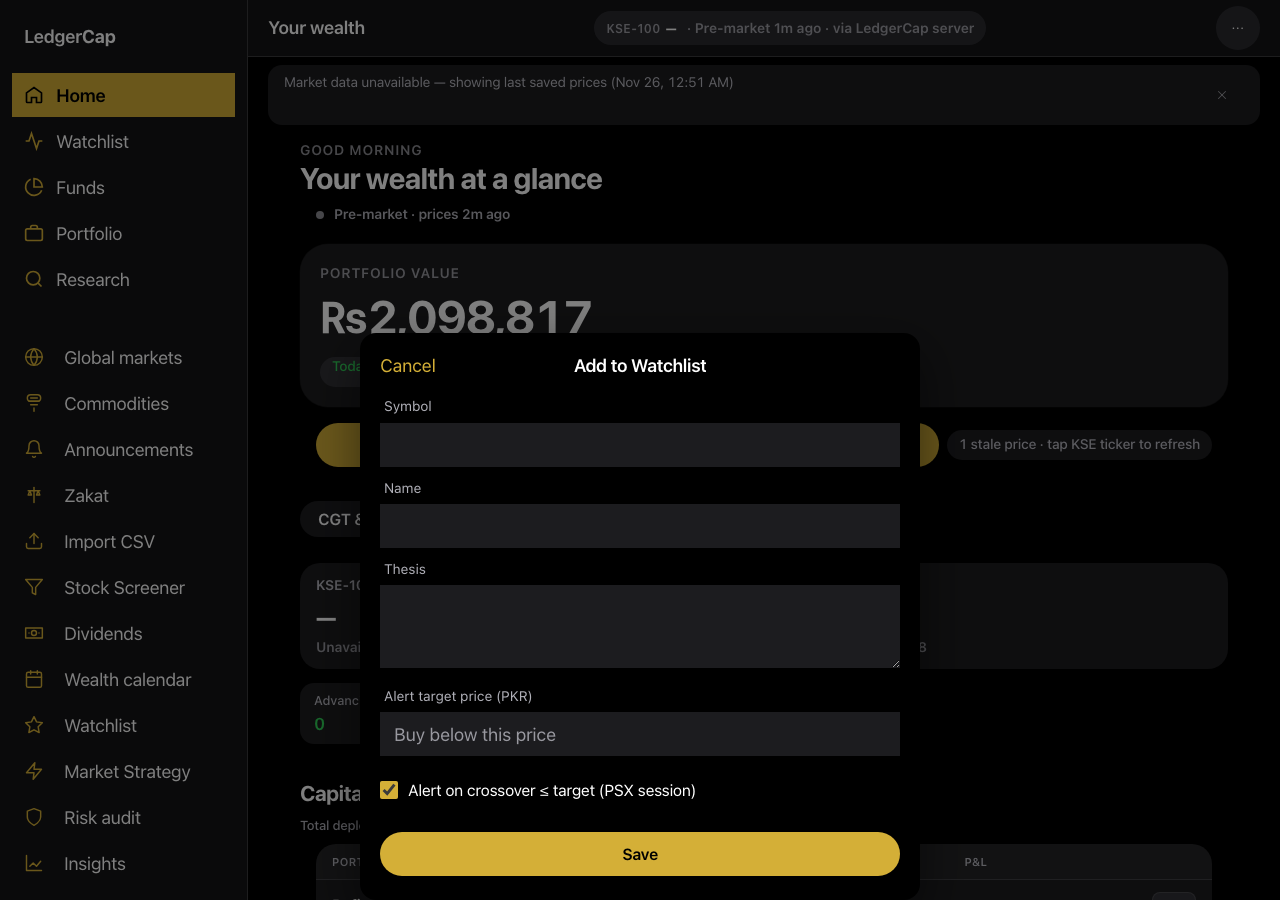 LedgerCap
Home
Watchlist
Funds
Portfolio
Research
Global markets
Commodities
Announcements
Zakat
Import CSV
Stock Screener
Dividends
Wealth calendar
Watchlist
Market Strategy
Risk audit
Insights
Your wealth
KSE-100 — · Pre-market 1m ago · via LedgerCap server
Market data unavailable — showing last saved prices (Nov 26, 12:51 AM)
GOOD MORNING
Your wealth at a glance
Pre-market · prices 2m ago
PORTFOLIO VALUE
Rs2,098,817
1 stale price · tap KSE ticker to refresh
CGT &
—
8
0
P&L
Cancel
Add to Watchlist
Symbol
Name
Thesis
Alert target price (PKR)
Buy below this price
Alert on crossover ≤ target (PSX session)
Save